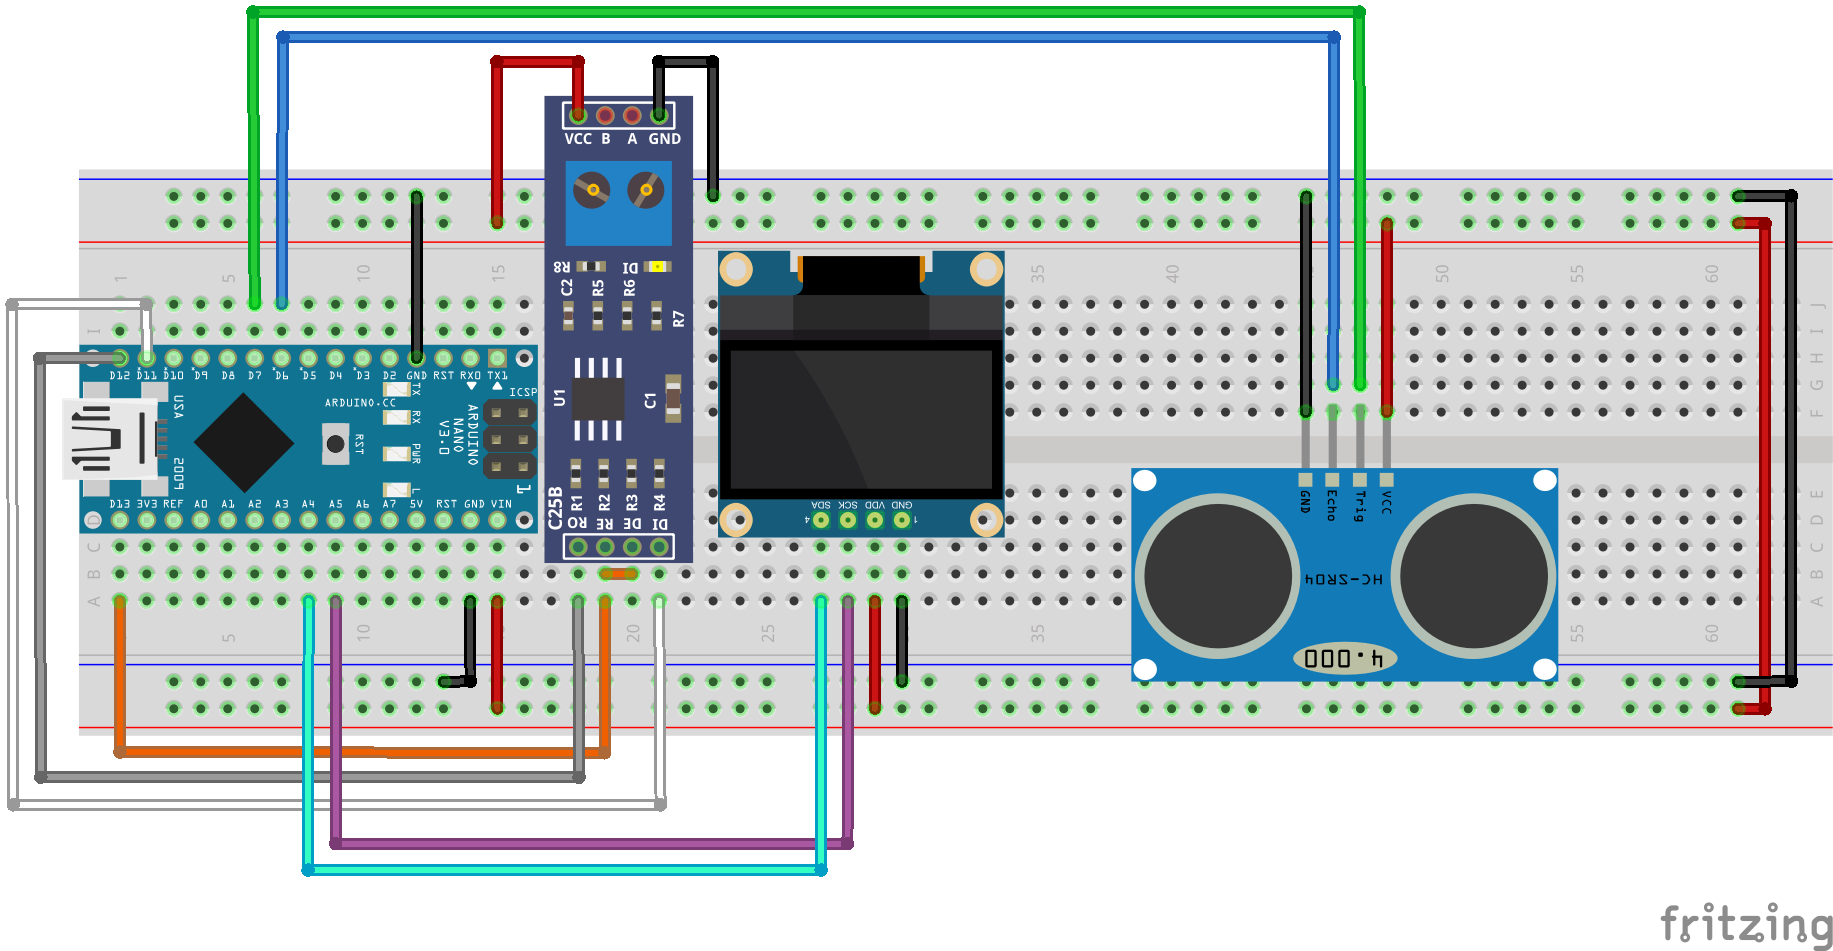 VCC B A GND
1 5 10 15 35 40 50 55 60
J
I
H
G
F
R8 DI
C2 R5 R6 R7
D12 D11 D10 D9 D8 D7 D6 D5 D4 D3 D2 GND RST RX0 TX1
ARDUINO.CC
TX
RX
PWR
L
RST
ICSP
1
ARDUINO
NANO
V3.0
USA
2009
D13 3V3 REF A0 A1 A2 A3 A4 A5 A6 A7 5V RST GND VIN
U1 C1
C25B
R1 R2 R3 R4
RO RE DE DI
4 SDA SCK VDD GND 1
GND Echo Trig VCC
HC-SR04
4.000
E
D
C
B
A
D
C
B
A
5 10 20 25 35 55 60
fritzing